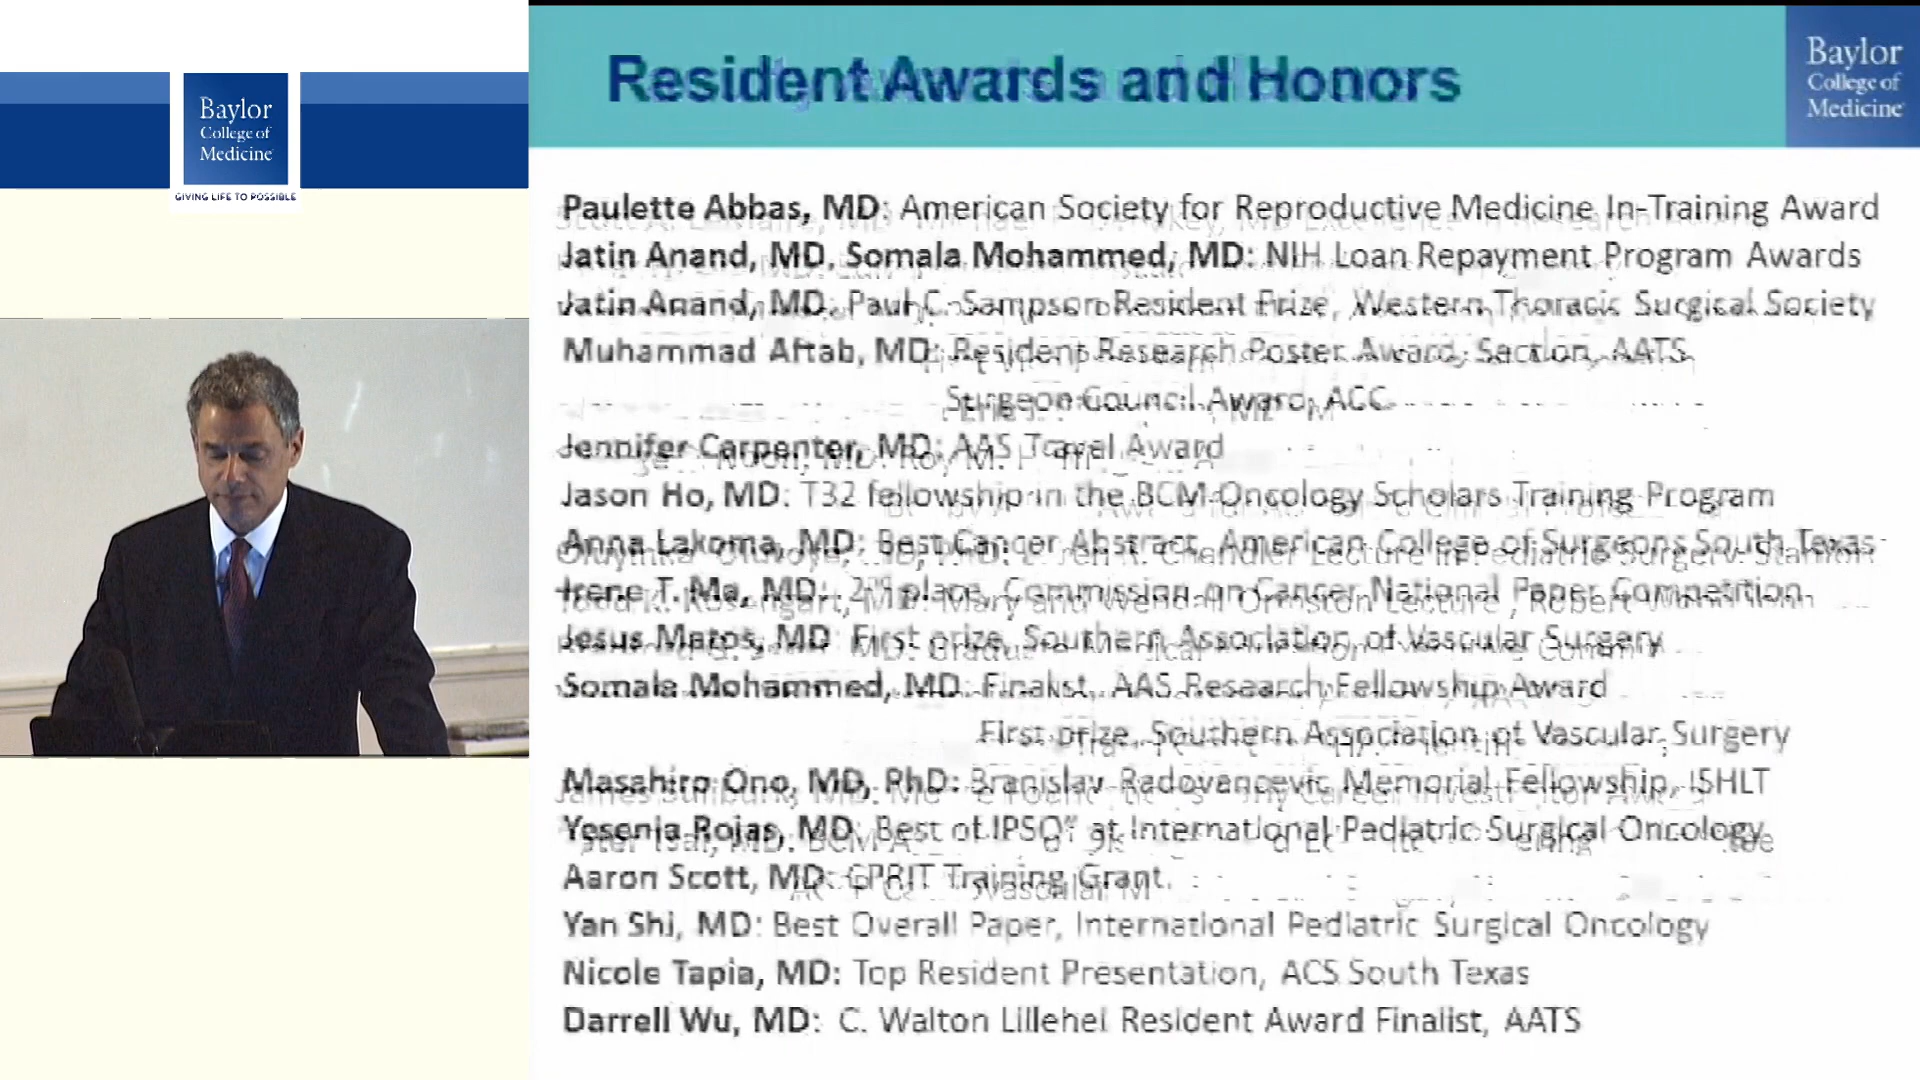 Baylor
College of
Medicine
GIVING LIFE TO POSSIBLE
Resident Awards and Honors
Baylor
College of
Medicine
Paulette Abbas, MD: American Society for Reproductive Medicine In-Training Award
Jatin Anand, MD, Somala Mohammed, MD: NIH Loan Repayment Program Awards
Jatin Anand, MD: Paul C. Sampson Resident Prize, Western Thoracic Surgical Society
Muhammad Aftab, MD: Resident Research Poster Award, Section, AATS
Surgeon Council Award, ACC
Jennifer Carpenter, MD: AAS Travel Award
Jason Ho, MD: T32 fellowship in the BCM Oncology Scholars Training Program
Anna Lakoma, MD: Best Cancer Abstract, American College of Surgeons South Texas
Irene T. Ma, MD: 2nd place, Commission on Cancer National Paper Competition
Jesus Matos, MD First prize, Southern Association of Vascular Surgery
Somala Mohammed, MD: Finalist, AAS Research Fellowship Award
First prize, Southern Association of Vascular Surgery
Masahiro Ono, MD, PhD: Branislav Radovancevic Memorial Fellowship, ISHLT
Yesenia Rojas, MD, Best of IPSO" at International Pediatric Surgical Oncology
Aaron Scott, MD: CPRIT Training Grant
Yan Shi, MD: Best Overall Paper, International Pediatric Surgical Oncology
Nicole Tapia, MD: Top Resident Presentation, ACS South Texas
Darrell Wu, MD: C. Walton Lillehei Resident Award Finalist, AATS